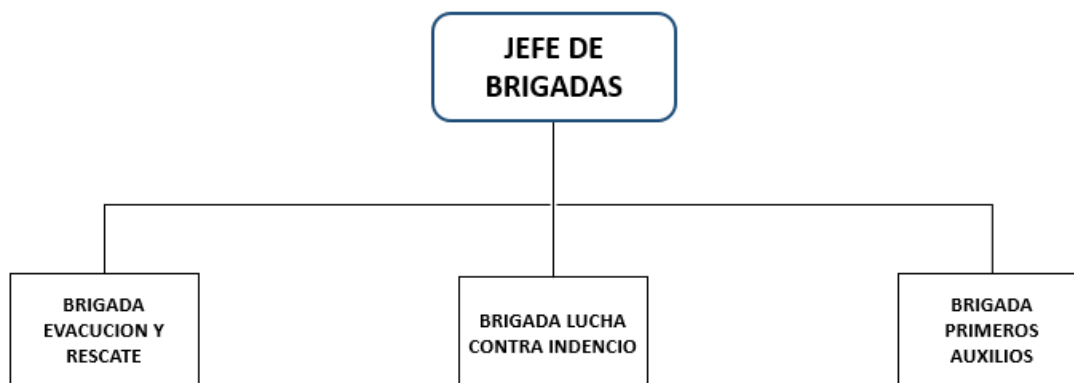 JEFE DE
BRIGADAS
BRIGADA
EVACUCION Y
RESCATE
BRIGADA LUCHA
CONTRA INDENCIO
BRIGADA
PRIMEROS
AUXILIOS